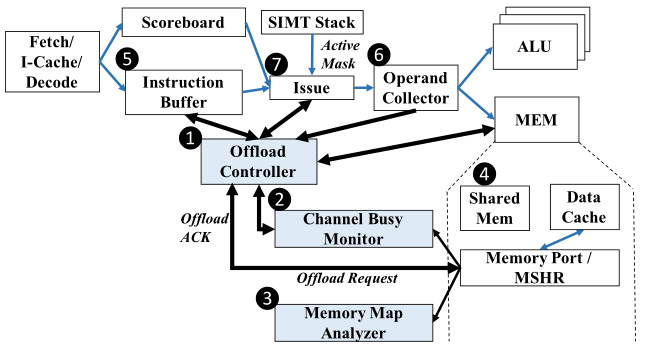 Fetch/
I-Cache/
Decode
Scoreboard
SIMT Stack
Active
Mask
5
Instruction
Buffer
7
Issue
6
Operand
Collector
ALU
MEM
1
Offload
Controller
Offload
ACK
2
Channel Busy
Monitor
4
Shared
Mem
Data
Cache
Memory Port /
MSHR
Offload Request
3
Memory Map
Analyzer